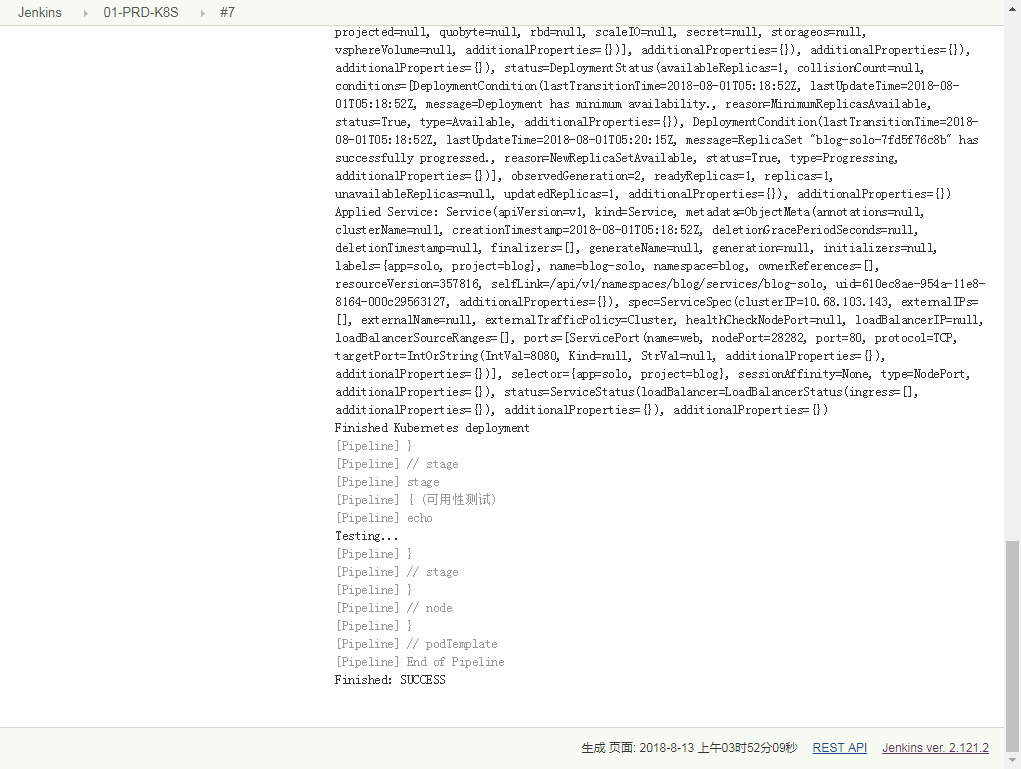 Jenkins 01-PRD-K8S #7
projected=null, quobyte=null, rbd=null, scaleIO=null, secret=null, storageos=null,
vsphereVolume=null, additionalProperties={})], additionalProperties={}), additionalProperties={}),
additionalProperties={}), status=DeploymentStatus(availableReplicas=1, collisionCount=null,
conditions=[DeploymentCondition(lastTransitionTime=2018-08-01T05:18:52Z, lastUpdateTime=2018-08-
01T05:18:52Z, message=Deployment has minimum availability., reason=MinimumReplicasAvailable,
status=True, type=Available, additionalProperties={}), DeploymentCondition(lastTransitionTime=2018-
08-01T05:18:52Z, lastUpdateTime=2018-08-01T05:20:15Z, message=ReplicaSet "blog-solo-7fd5f76c8b" has
successfully progressed., reason=NewReplicaSetAvailable, status=True, type=Progressing,
additionalProperties={})], observedGeneration=2, readyReplicas=1, replicas=1,
unavailableReplicas=null, updatedReplicas=1, additionalProperties={}), additionalProperties={})
Applied Service: Service(apiVersion=v1, kind=Service, metadata=ObjectMeta(annotations=null,
clusterName=null, creationTimestamp=2018-08-01T05:18:52Z, deletionGracePeriodSeconds=null,
deletionTimestamp=null, finalizers=[], generateName=null, generation=null, initializers=null,
labels={app=solo, project=blog}, name=blog-solo, namespace=blog, ownerReferences=[],
resourceVersion=357816, selfLink=/api/v1/namespaces/blog/services/blog-solo, uid=610ec8ae-954a-11e8-
8164-000c29563127, additionalProperties={}), spec=ServiceSpec(clusterIP=10.68.103.143, externalIPs=
[], externalName=null, externalTrafficPolicy=Cluster, healthCheckNodePort=null, loadBalancerIP=null,
loadBalancerSourceRanges=[], ports=[ServicePort(name=web, nodePort=28282, port=80, protocol=TCP,
targetPort=IntOrString(IntVal=8080, Kind=null, StrVal=null, additionalProperties={}),
additionalProperties={})], selector={app=solo, project=blog}, sessionAffinity=None, type=NodePort,
additionalProperties={}), status=ServiceStatus(loadBalancer=LoadBalancerStatus(ingress=[],
additionalProperties={}), additionalProperties={}), additionalProperties={})
Finished Kubernetes deployment
[Pipeline] }
[Pipeline] // stage
[Pipeline] stage
[Pipeline] { (可用性测试)
[Pipeline] echo
Testing...
[Pipeline] }
[Pipeline] // stage
[Pipeline] }
[Pipeline] // node
[Pipeline] }
[Pipeline] // podTemplate
[Pipeline] End of Pipeline
Finished: SUCCESS
生成 页面: 2018-8-13 上午03时52分09秒 REST API Jenkins ver. 2.121.2